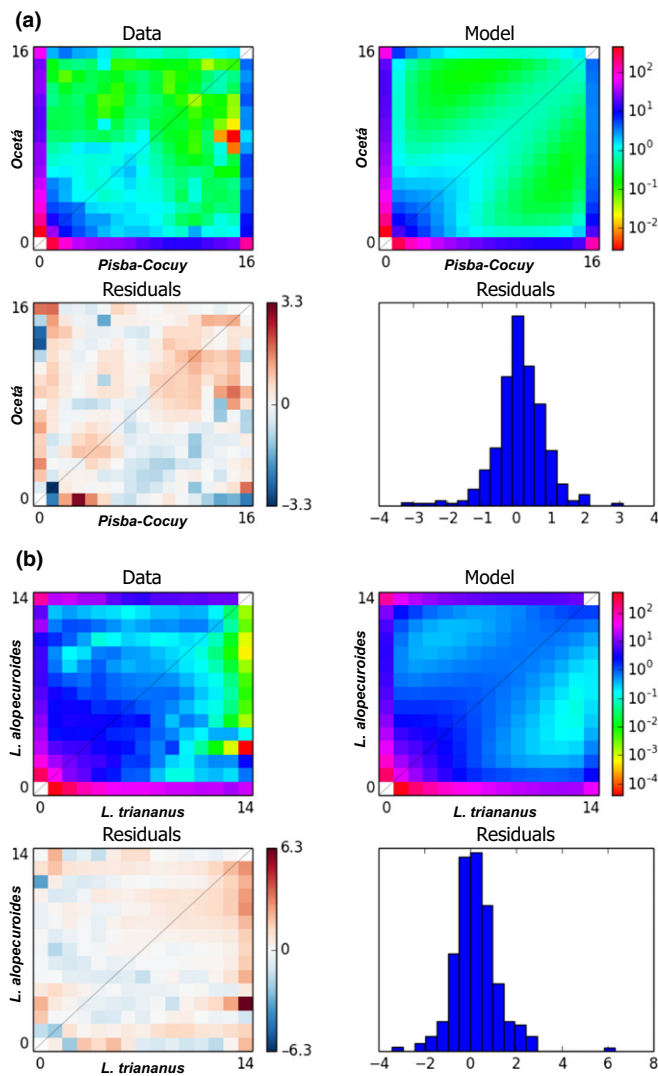 (a)
Data
Model
16
Ocetá
0
0
16
Pisba-Cocuy
16
Ocetá
0
0
16
Pisba-Cocuy
10²
10¹
10⁰
10⁻¹
10⁻²
Residuals
Residuals
16
Ocetá
0
0
16
Pisba-Cocuy
3.3
0
−3.3
−4 −3 −2 −1 0 1 2 3 4
(b)
Data
Model
14
L. alopecuroides
0
0
14
L. triananus
14
L. alopecuroides
0
0
14
L. triananus
10²
10¹
10⁰
10⁻¹
10⁻²
10⁻³
10⁻⁴
Residuals
Residuals
14
L. alopecuroides
0
0
14
L. triananus
6.3
0
−6.3
−4 −2 0 2 4 6 8